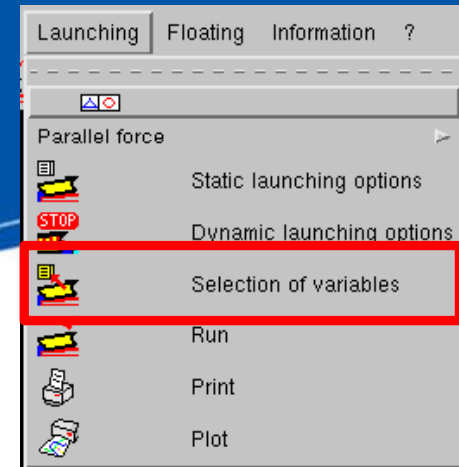 Launching Floating Information ?
Parallel force
Static launching options
STOP
Dynamic launching options
Selection of variables
Run
Print
Plot